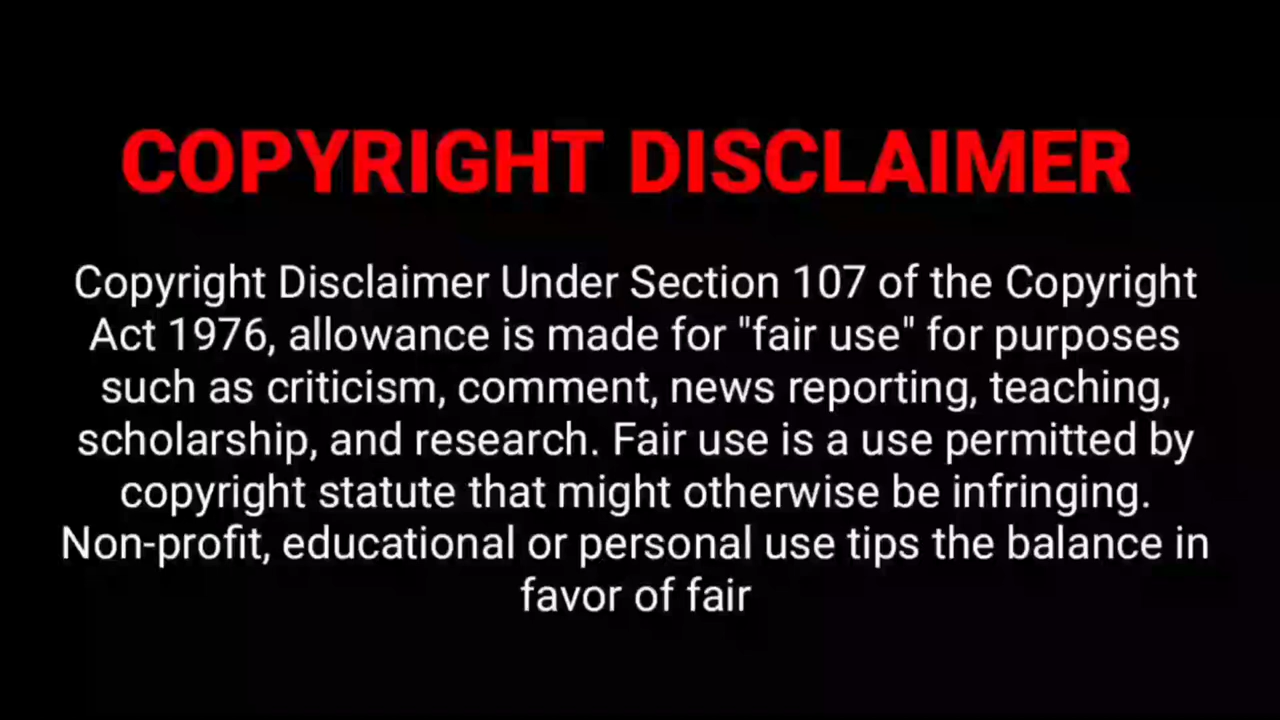 COPYRIGHT DISCLAIMER
Copyright Disclaimer Under Section 107 of the Copyright
Act 1976, allowance is made for "fair use" for purposes
such as criticism, comment, news reporting, teaching,
scholarship, and research. Fair use is a use permitted by
copyright statute that might otherwise be infringing.
Non-profit, educational or personal use tips the balance in
favor of fair